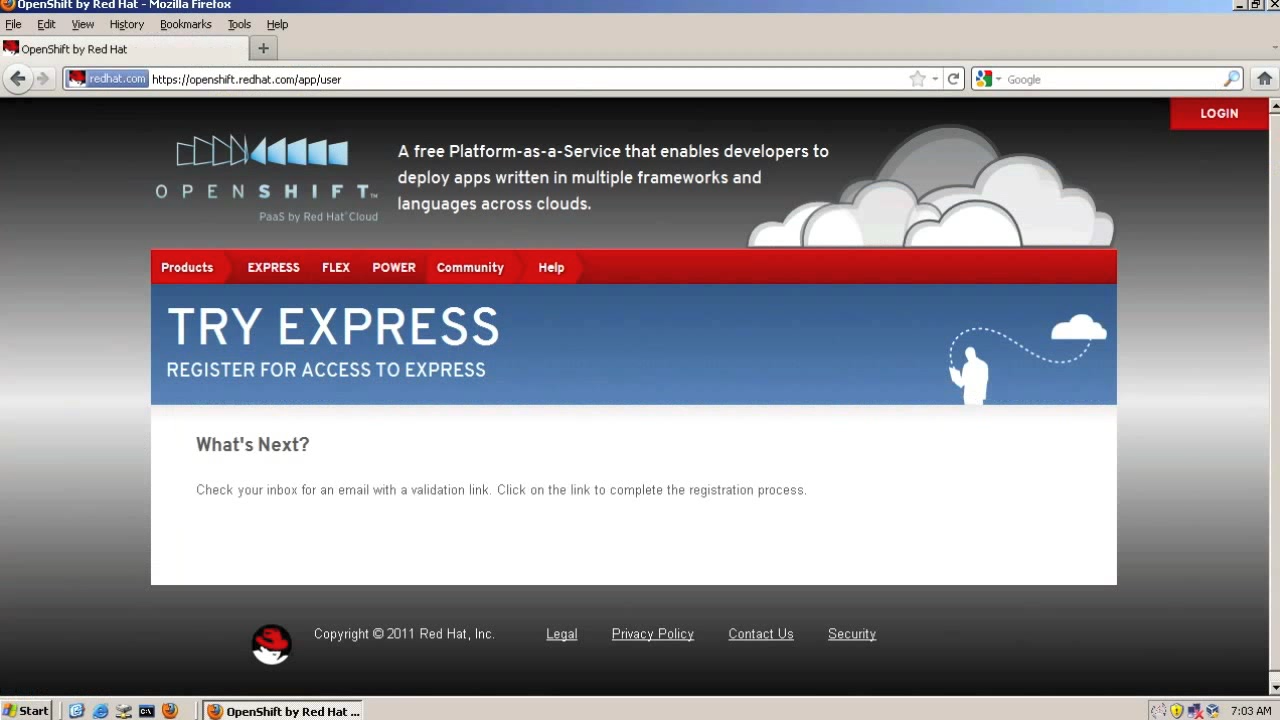 OpenShift by Red Hat - Mozilla Firefox
File Edit View History Bookmarks Tools Help
OpenShift by Red Hat
redhat.com https://openshift.redhat.com/app/user
Google
LOGIN
OPENSHIFT™
PaaS by Red Hat® Cloud
A free Platform-as-a-Service that enables developers to
deploy apps written in multiple frameworks and
languages across clouds.
Products EXPRESS FLEX POWER Community Help
TRY EXPRESS
REGISTER FOR ACCESS TO EXPRESS
What's Next?
Check your inbox for an email with a validation link. Click on the link to complete the registration process.
Copyright © 2011 Red Hat, Inc. Legal Privacy Policy Contact Us Security
Start OpenShift by Red Hat ... 7:03 AM